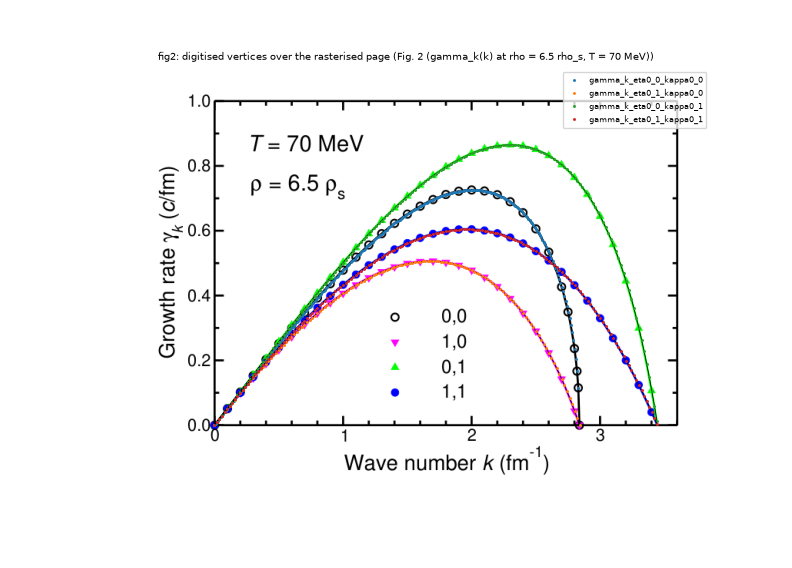 fig2: digitised vertices over the rasterised page (Fig. 2 (gamma_k(k) at rho = 6.5 rho_s, T = 70 MeV))
gamma_k_eta0_0_kappa0_0
gamma_k_eta0_1_kappa0_0
gamma_k_eta0_0_kappa0_1
gamma_k_eta0_1_kappa0_1
1.0
0.8
0.6
0.4
0.2
0.0
Growth rate γk (c/fm)
T = 70 MeV
ρ = 6.5 ρs
0,0
1,0
0,1
1,1
0 1 2 3
Wave number k (fm-1)